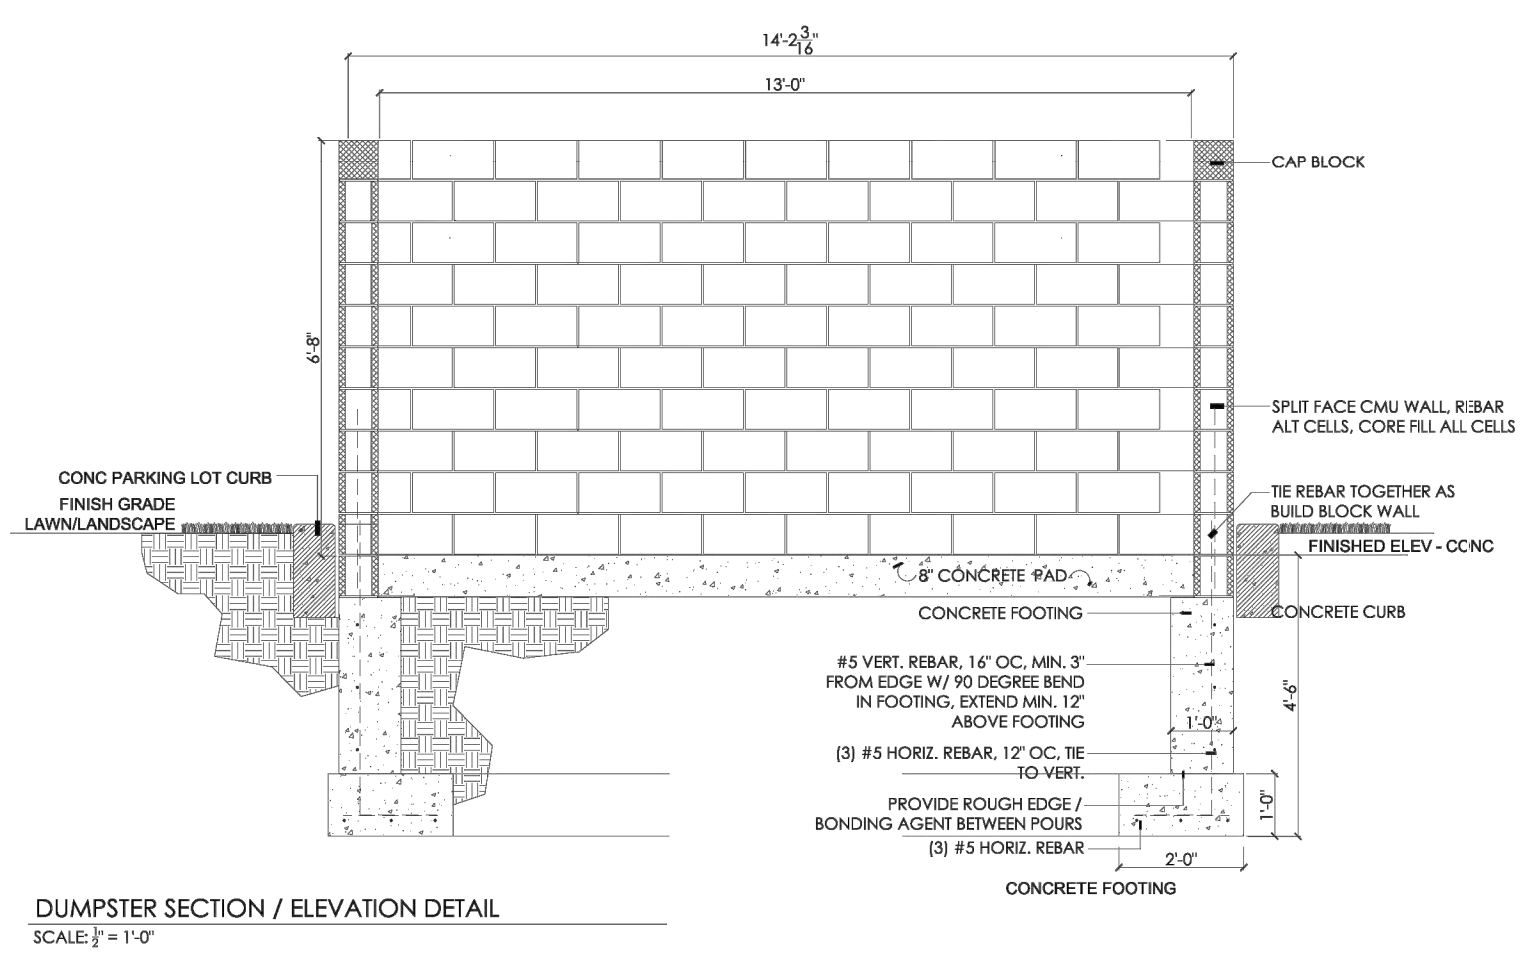 14'-2 3/16"
13'-0"
CAP BLOCK
6'-8"
SPLIT FACE CMU WALL, REBAR
ALT CELLS, CORE FILL ALL CELLS
CONC PARKING LOT CURB
FINISH GRADE
LAWN/LANDSCAPE
TIE REBAR TOGETHER AS
BUILD BLOCK WALL
FINISHED ELEV - CONC
8" CONCRETE PAD
CONCRETE FOOTING
CONCRETE CURB
#5 VERT. REBAR, 16" OC, MIN. 3"
FROM EDGE W/ 90 DEGREE BEND
IN FOOTING, EXTEND MIN. 12"
ABOVE FOOTING
1'-0"
4'-6"
(3) #5 HORIZ. REBAR, 12" OC, TIE
TO VERT.
PROVIDE ROUGH EDGE /
BONDING AGENT BETWEEN POURS
1'-0"
(3) #5 HORIZ. REBAR
2'-0"
CONCRETE FOOTING
DUMPSTER SECTION / ELEVATION DETAIL
SCALE: 1/2" = 1'-0"